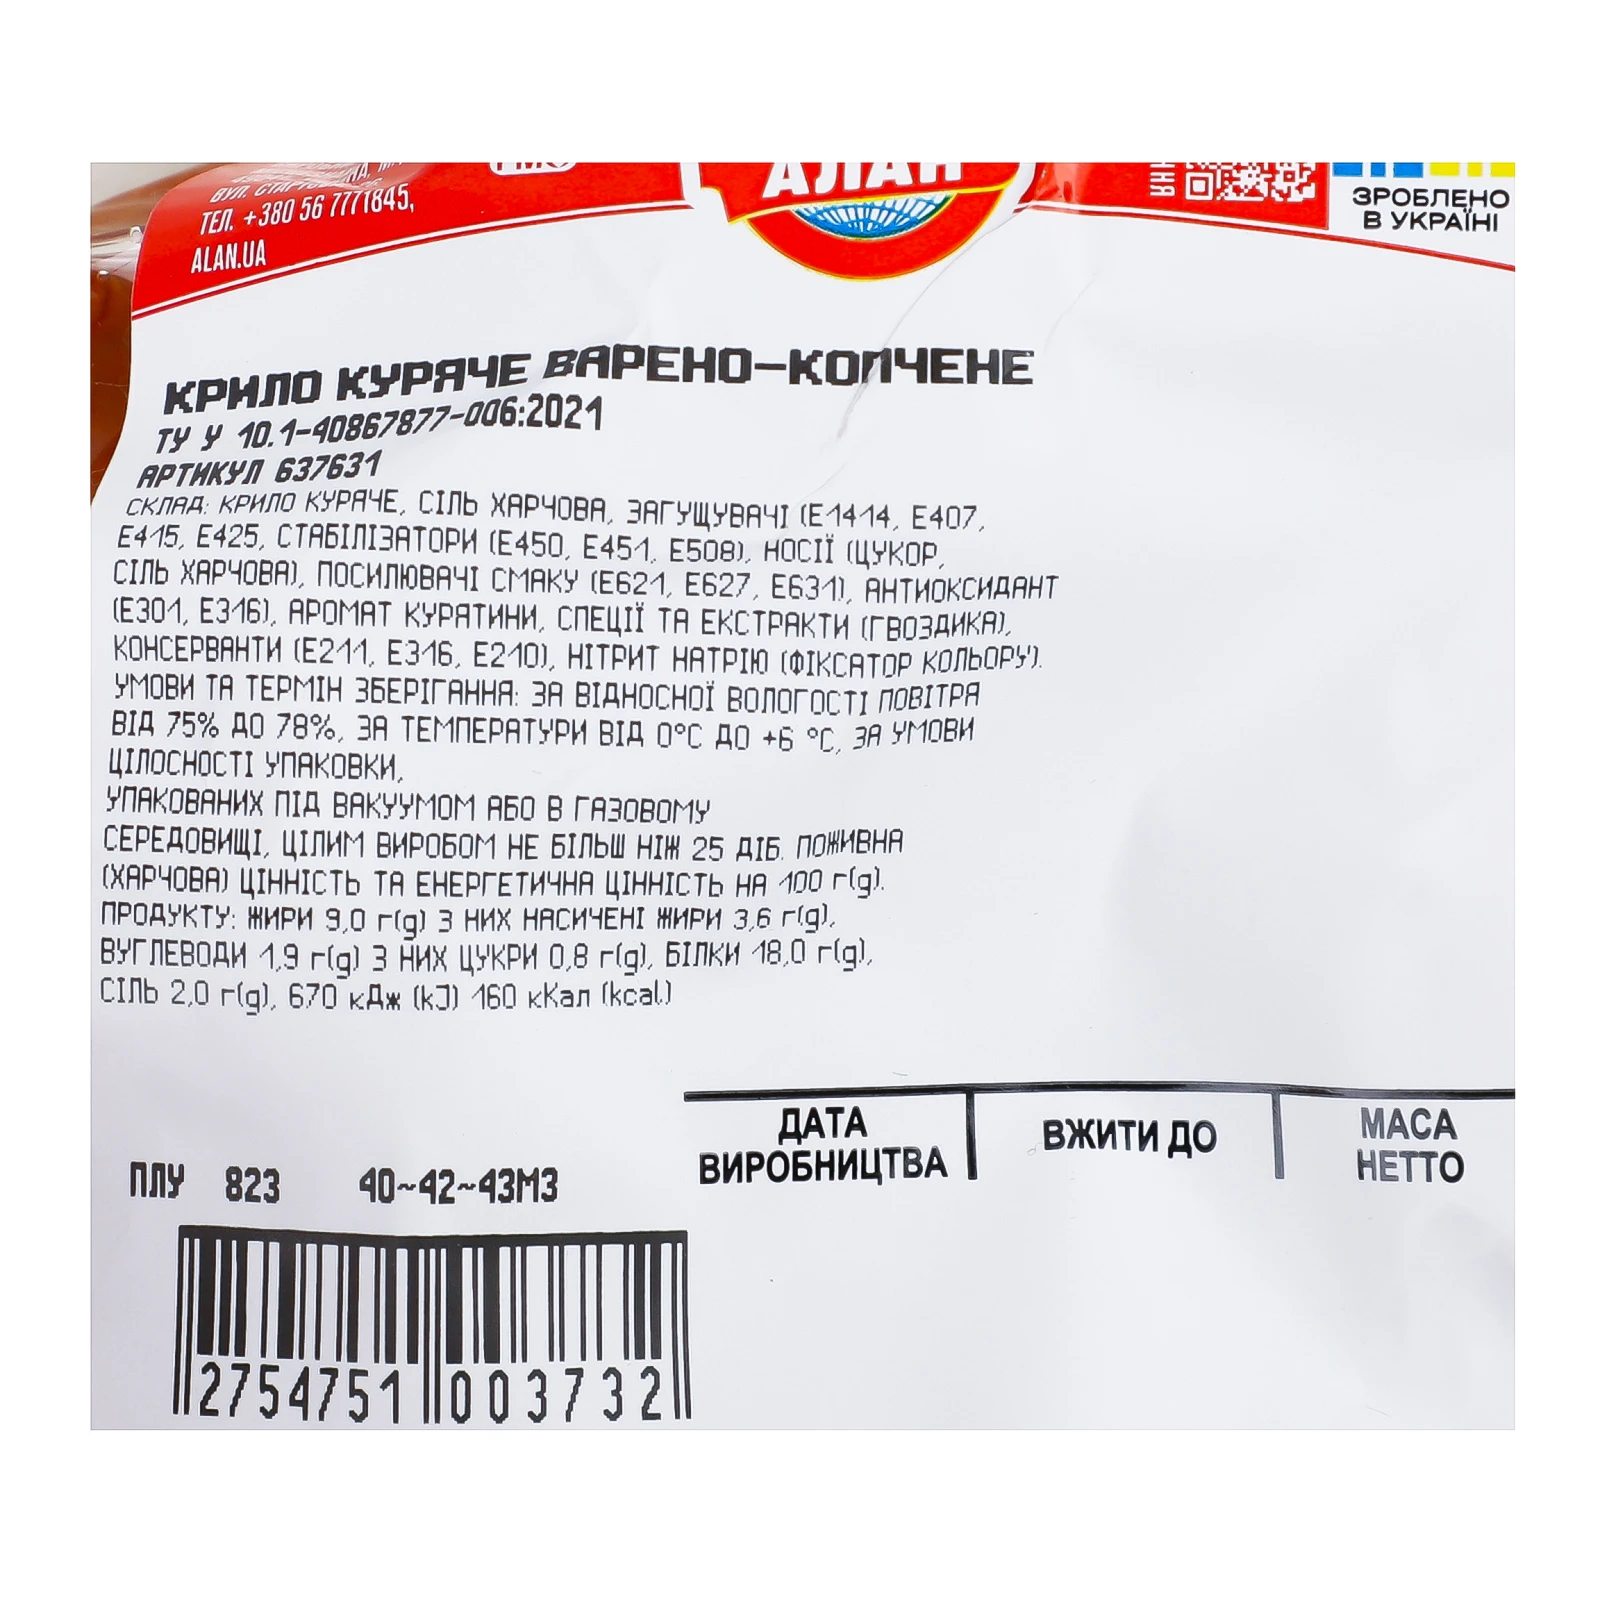 ТЕЛ. +380 56 7771845,
ALAN.UA
АЛАН
ЗРОБЛЕНО
В УКРАЇНІ
КРИЛО КУРЯЧЕ ВАРЕНО-КОПЧЕНЕ
ТУ У 10.1-40867877-006:2021
АРТИКУЛ 637631
СКЛАД: КРИЛО КУРЯЧЕ, СІЛЬ ХАРЧОВА, ЗАГУЩУВАЧІ (Е1414, Е407,
Е415, Е425, СТАБІЛІЗАТОРИ (Е450, Е451, Е508), НОСІЇ (ЦУКОР,
СІЛЬ ХАРЧОВА), ПОСИЛЮВАЧІ СМАКУ (Е621, Е627, Е631), АНТИОКСИДАНТ
(Е301, Е316), АРОМАТ КУРЯТИНИ, СПЕЦІЇ ТА ЕКСТРАКТИ (ГВОЗДИКА),
КОНСЕРВАНТИ (Е211, Е316, Е210), НІТРИТ НАТРІЮ (ФІКСАТОР КОЛЬОРУ).
УМОВИ ТА ТЕРМІН ЗБЕРІГАННЯ: ЗА ВІДНОСНОЇ ВОЛОГОСТІ ПОВІТРЯ
ВІД 75% ДО 78%, ЗА ТЕМПЕРАТУРИ ВІД 0°С ДО +6 °С, ЗА УМОВИ
ЦІЛОСНОСТІ УПАКОВКИ,
УПАКОВАНИХ ПІД ВАКУУМОМ АБО В ГАЗОВОМУ
СЕРЕДОВИЩІ, ЦІЛИМ ВИРОБОМ НЕ БІЛЬШ НІЖ 25 ДІБ. ПОЖИВНА
(ХАРЧОВА) ЦІННІСТЬ ТА ЕНЕРГЕТИЧНА ЦІННІСТЬ НА 100 г(g).
ПРОДУКТУ: ЖИРИ 9,0 г(g) З НИХ НАСИЧЕНІ ЖИРИ 3,6 г(g),
ВУГЛЕВОДИ 1,9 г(g) З НИХ ЦУКРИ 0,8 г(g), БІЛКИ 18,0 г(g),
СІЛЬ 2,0 г(g), 670 кДж (kJ) 160 кКал (kcal)
ДАТА
ВИРОБНИЦТВА
ВЖИТИ ДО
МАСА
НЕТТО
ПЛУ 823 40~42~43МЗ
2754751 003732